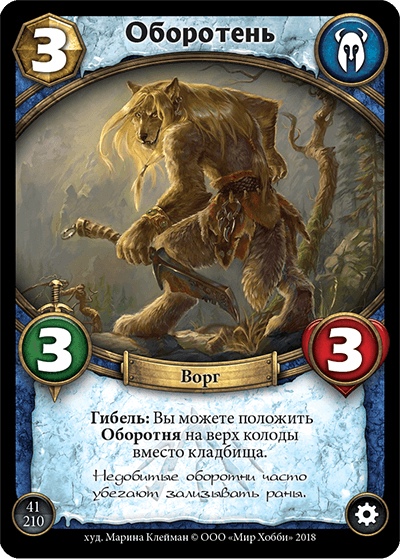 3
Оборотень
3
3
Ворг
Гибель: Вы можете положить
Оборотня на верх колоды
вместо кладбища.
Недобитые оборотни часто
убегают зализывать раны.
41
210
худ. Марина Клейман © ООО «Мир Хобби» 2018